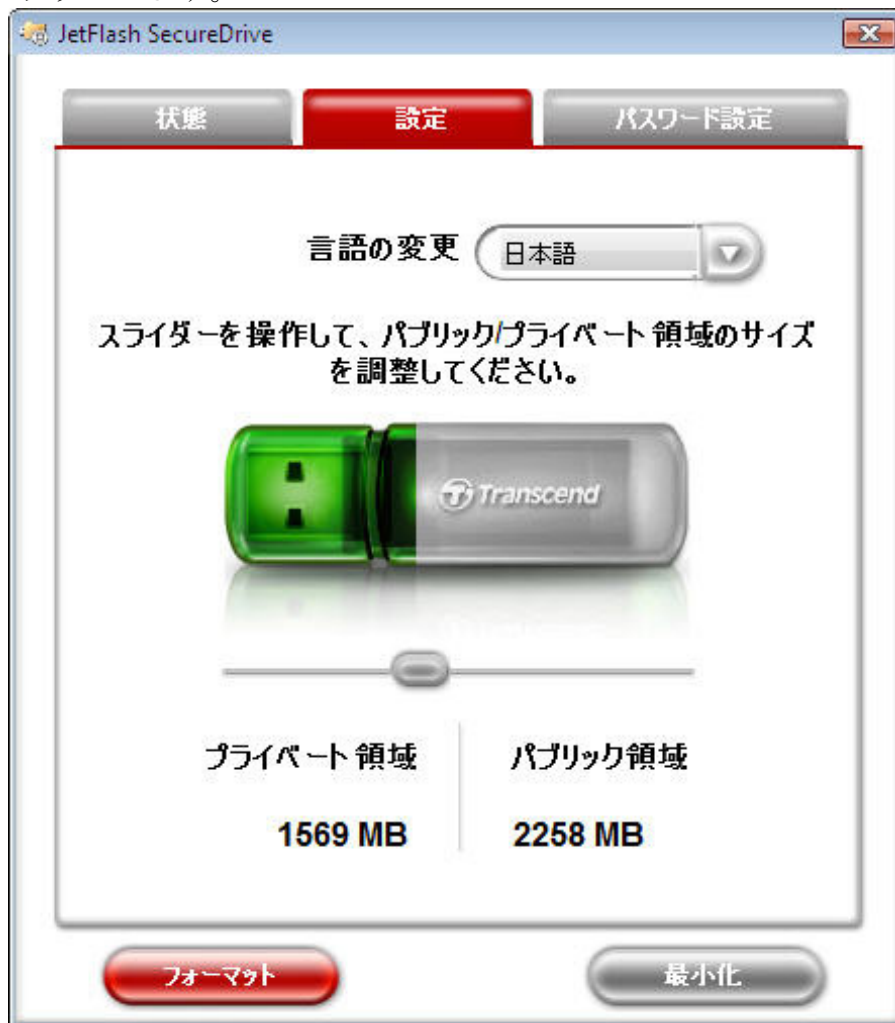 JetFlash SecureDrive
状態
設定
パスワード設定
言語の変更
日本語
スライダーを操作して、パブリック/プライベート 領域のサイズ
を調整してください。
Transcend
プライベート 領域
パブリック領域
1569 MB
2258 MB
フォーマット
最小化